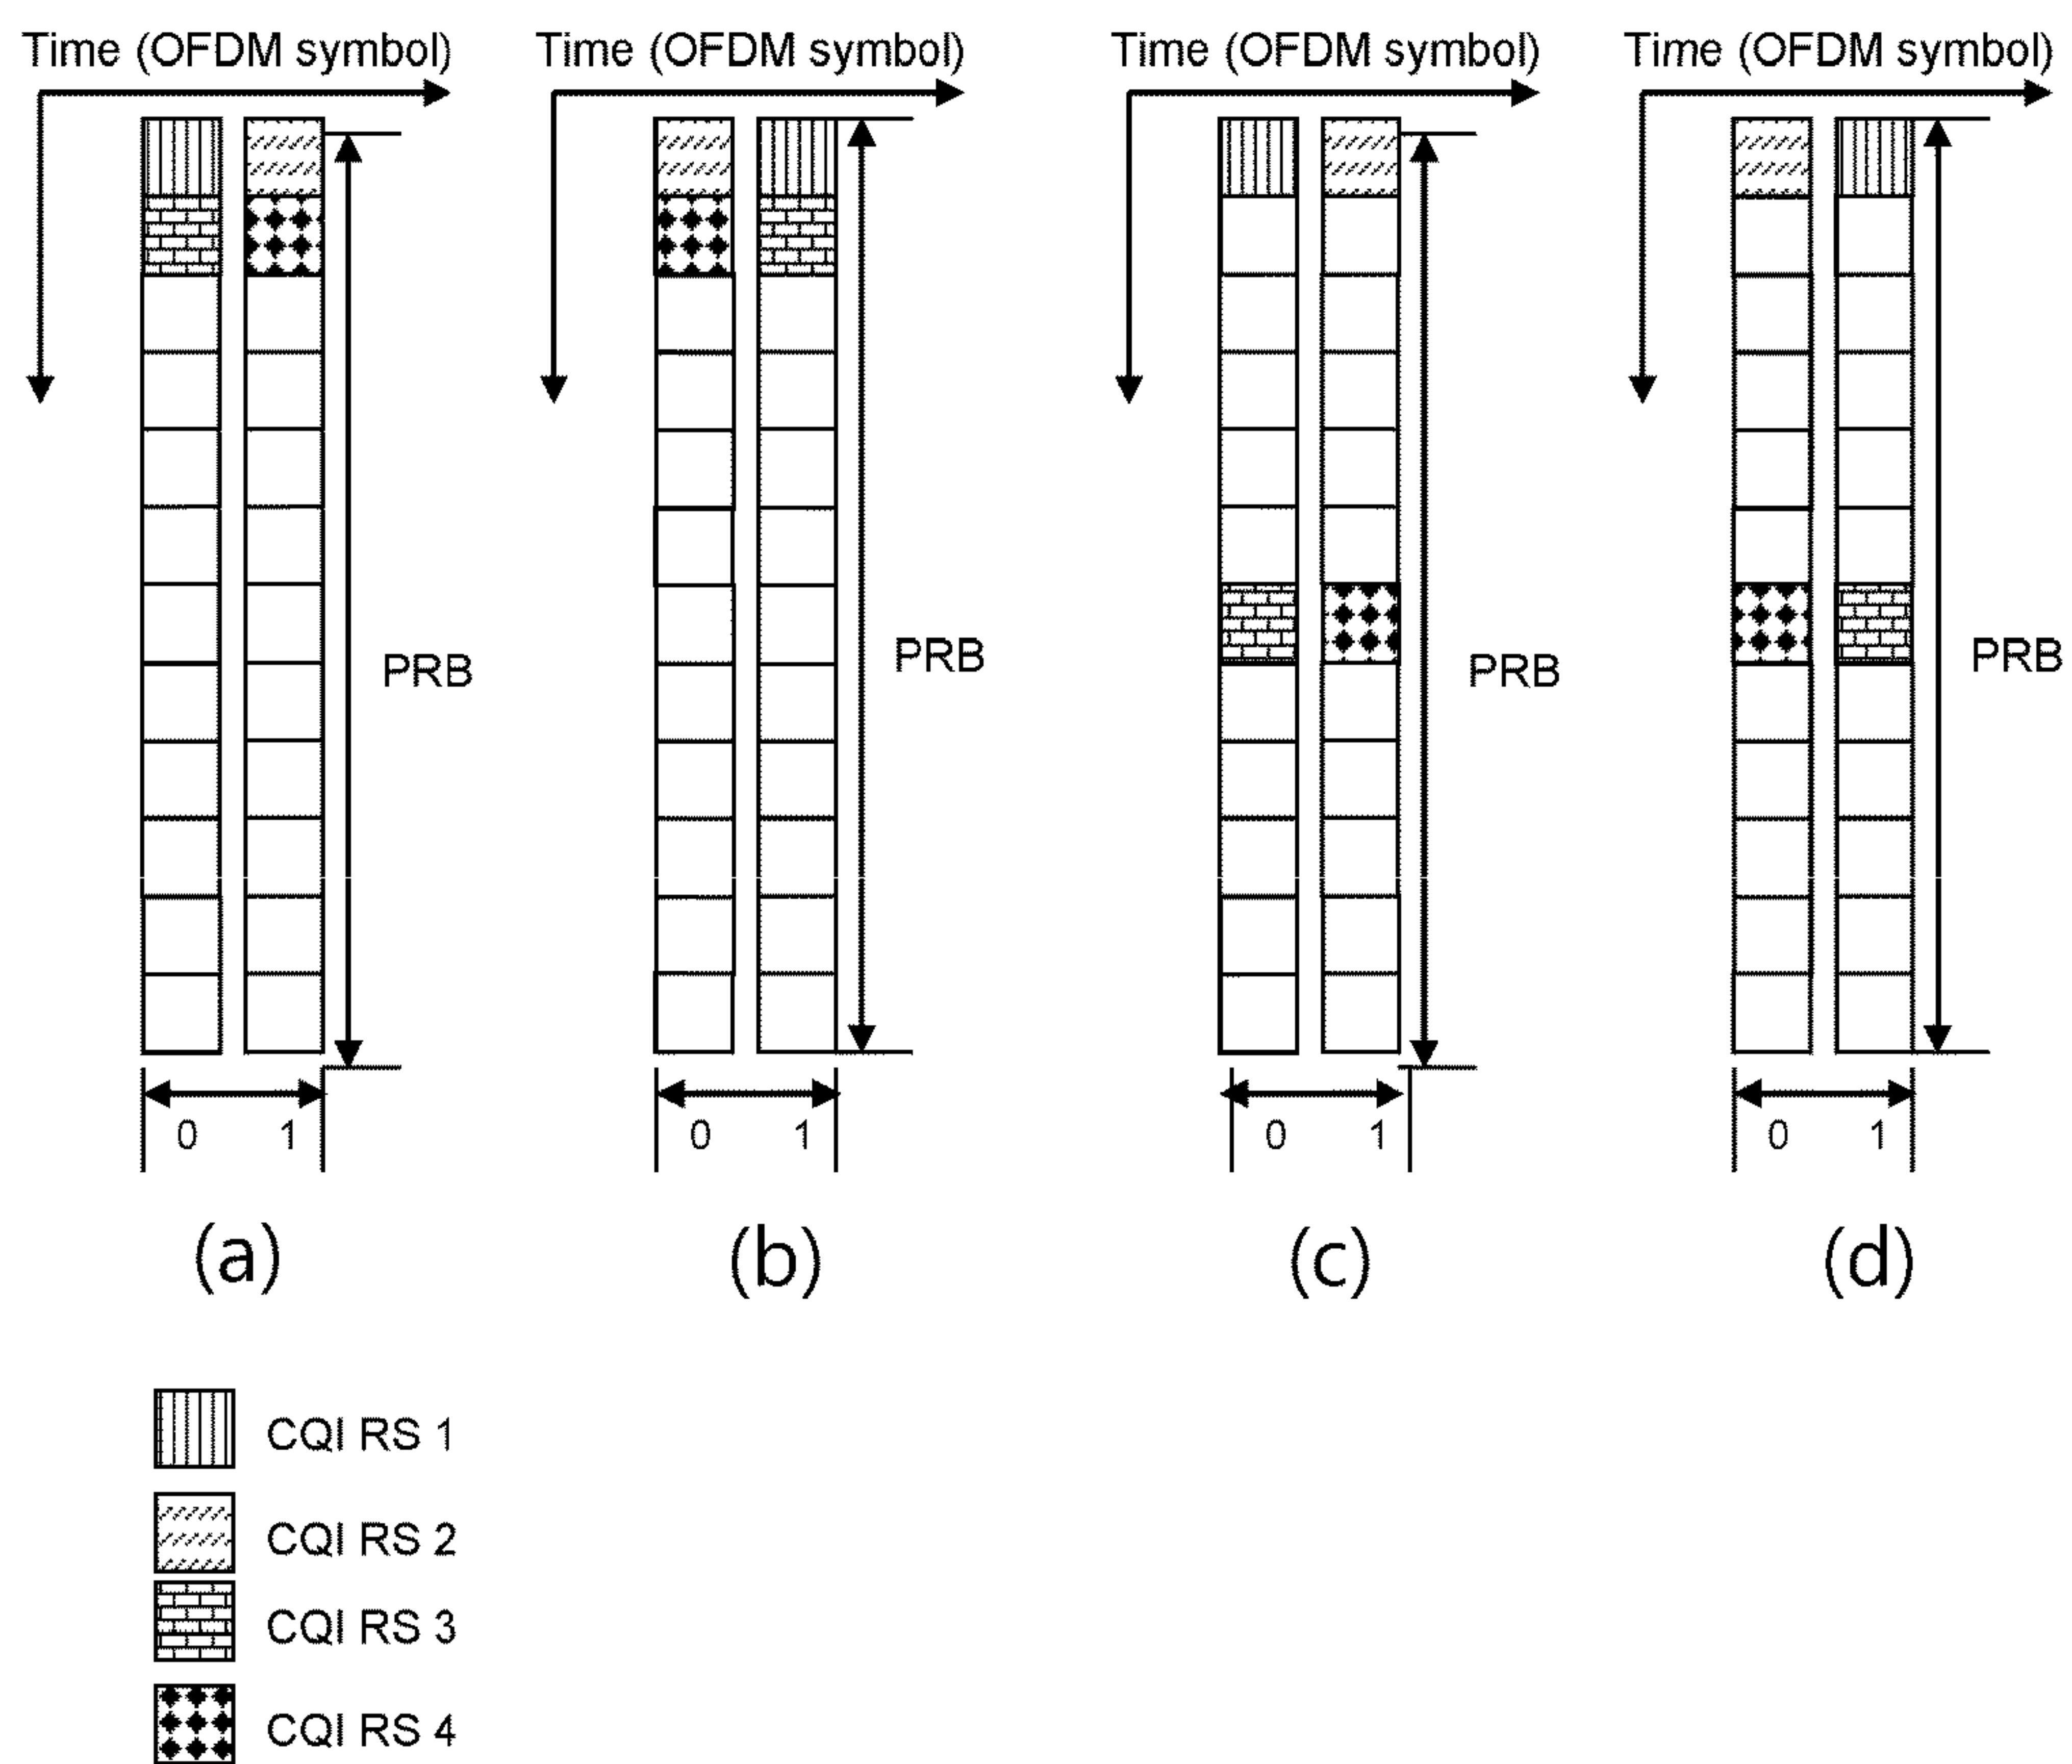 Time (OFDM symbol)
Time (OFDM symbol)
Time (OFDM symbol)
Time (OFDM symbol)
PRB
PRB
PRB
PRB
0 1
0 1
0 1
0 1
(a)
(b)
(c)
(d)
CQI RS 1
CQI RS 2
CQI RS 3
CQI RS 4